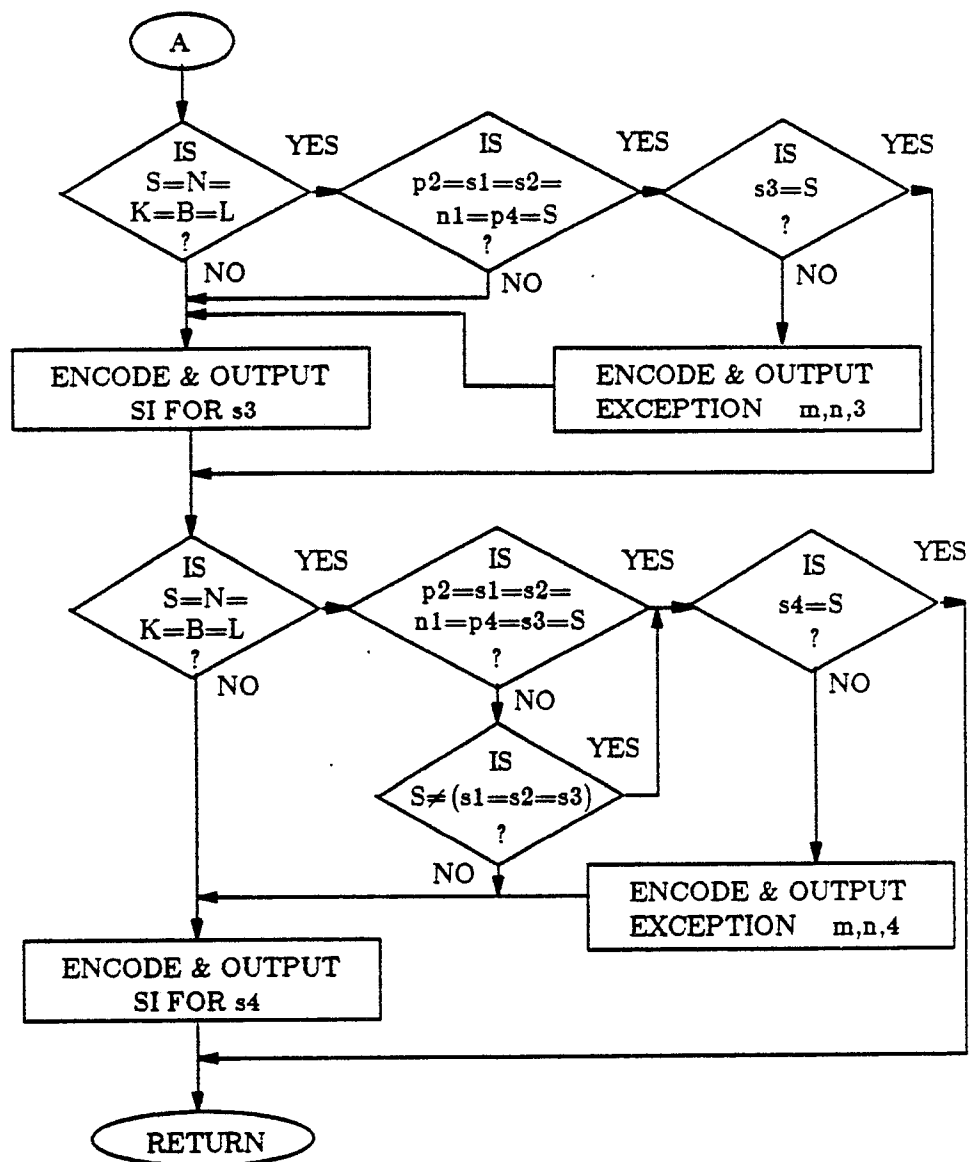 A
IS
S=N=
K=B=L
?
YES
NO
IS
p2=s1=s2=
n1=p4=S
?
YES
NO
IS
s3=S
?
YES
NO
ENCODE & OUTPUT
SI FOR s3
ENCODE & OUTPUT
EXCEPTION m,n,3
IS
S=N=
K=B=L
?
YES
NO
IS
p2=s1=s2=
n1=p4=s3=S
?
YES
NO
IS
s4=S
?
YES
NO
IS
S≠(s1=s2=s3)
?
YES
NO
ENCODE & OUTPUT
EXCEPTION m,n,4
ENCODE & OUTPUT
SI FOR s4
RETURN